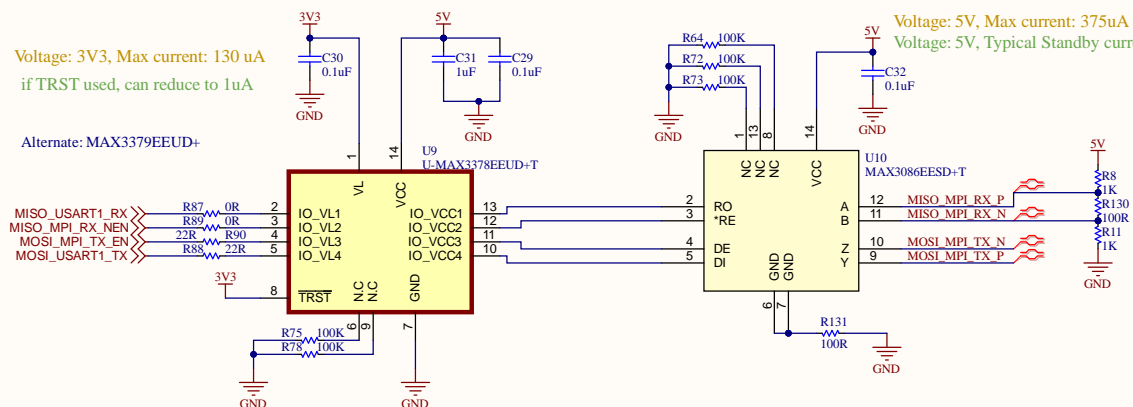 Voltage: 3V3, Max current: 130 uA
if TRST used, can reduce to 1uA
Alternate: MAX3379EEUD+
3V3
C30
0.1uF
GND
5V
C31
1uF
C29
0.1uF
GND
U9
U-MAX3378EEUD+T
1
14
VL
VCC
MISO_USART1_RX
R87
0R
2
IO_VL1
IO_VCC1
13
MISO_MPI_RX_NEN
R89
0R
3
IO_VL2
IO_VCC2
12
MOSI_MPI_TX_EN
22R
R90
4
IO_VL3
IO_VCC3
11
MOSI_USART1_TX
R88
22R
5
IO_VL4
IO_VCC4
10
3V3
8
TRST
N.C
N.C
GND
6
9
7
R75
100K
R78
100K
GND
GND
Voltage: 5V, Max current: 375uA
Voltage: 5V, Typical Standby curr
R64
100K
R72
100K
R73
100K
GND
5V
C32
0.1uF
GND
1
13
8
14
NC
NC
NC
VCC
U10
MAX3086EESD+T
2
RO
A
12
MISO_MPI_RX_P
3
*RE
B
11
MISO_MPI_RX_N
4
DE
Z
10
MOSI_MPI_TX_N
5
DI
Y
9
MOSI_MPI_TX_P
GND
GND
6
7
R131
100R
GND
5V
R8
1K
R130
100R
R11
1K
GND